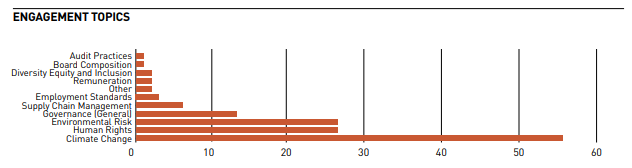 ENGAGEMENT TOPICS
Audit Practices
Board Composition
Diversity Equity and Inclusion
Remuneration
Other
Employment Standards
Supply Chain Management
Governance (General)
Environmental Risk
Human Rights
Climate Change
0 10 20 30 40 50 60